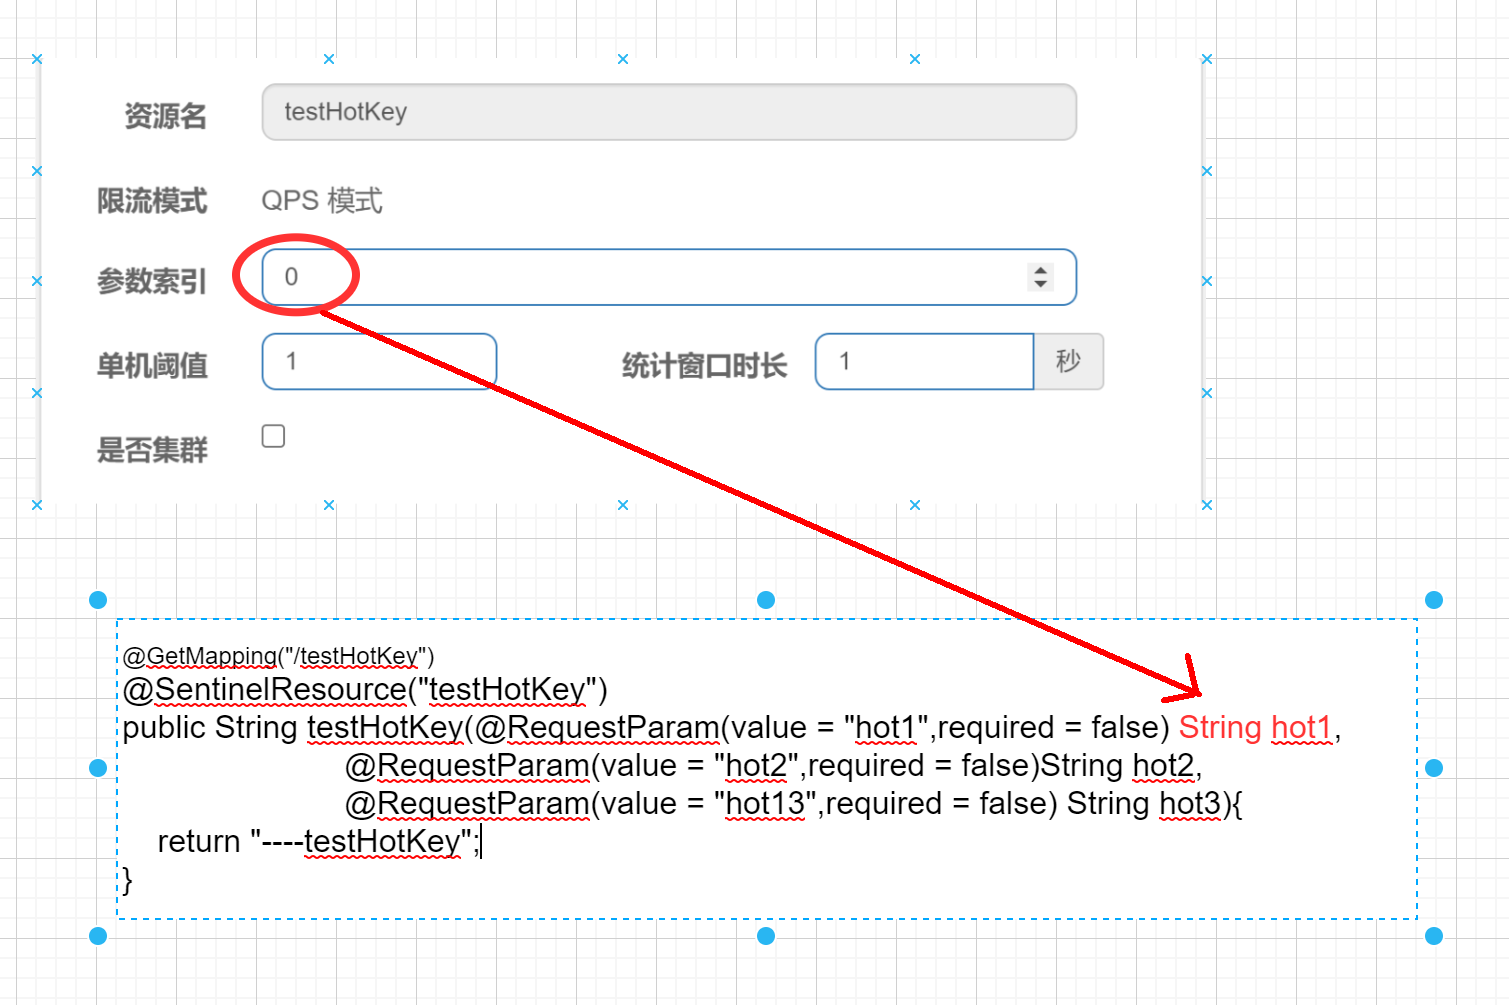 资源名 testHotKey
限流模式 QPS 模式
参数索引 0
单机阈值 1 统计窗口时长 1 秒
是否集群
@GetMapping("/testHotKey")
@SentinelResource("testHotKey")
public String testHotKey(@RequestParam(value = "hot1",required = false) String hot1,
@RequestParam(value = "hot2",required = false)String hot2,
@RequestParam(value = "hot13",required = false) String hot3){
return "----testHotKey";
}